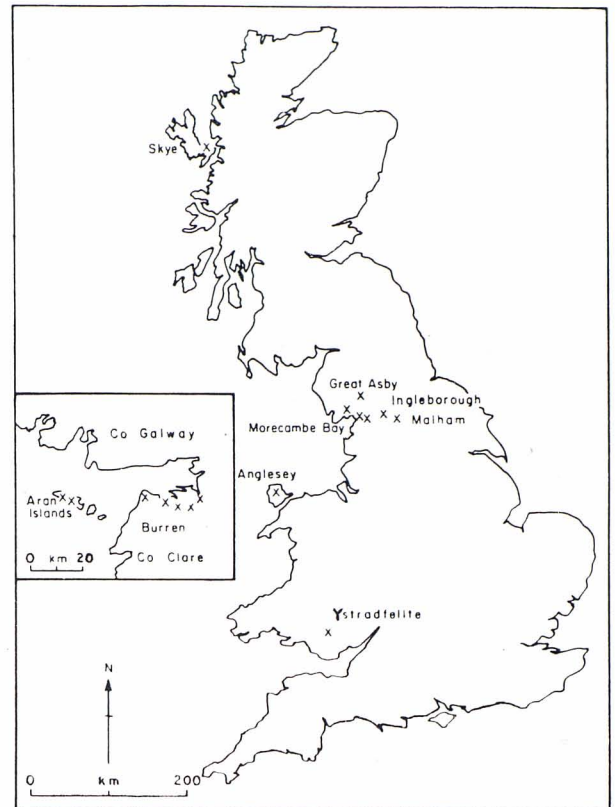 Skye
Great Asby
Ingleborough
Morecambe Bay
Malham
Anglesey
Co Galway
Aran
Islands
Burren
Co Clare
0 km 20
Ystradfelite
N
0 km 200